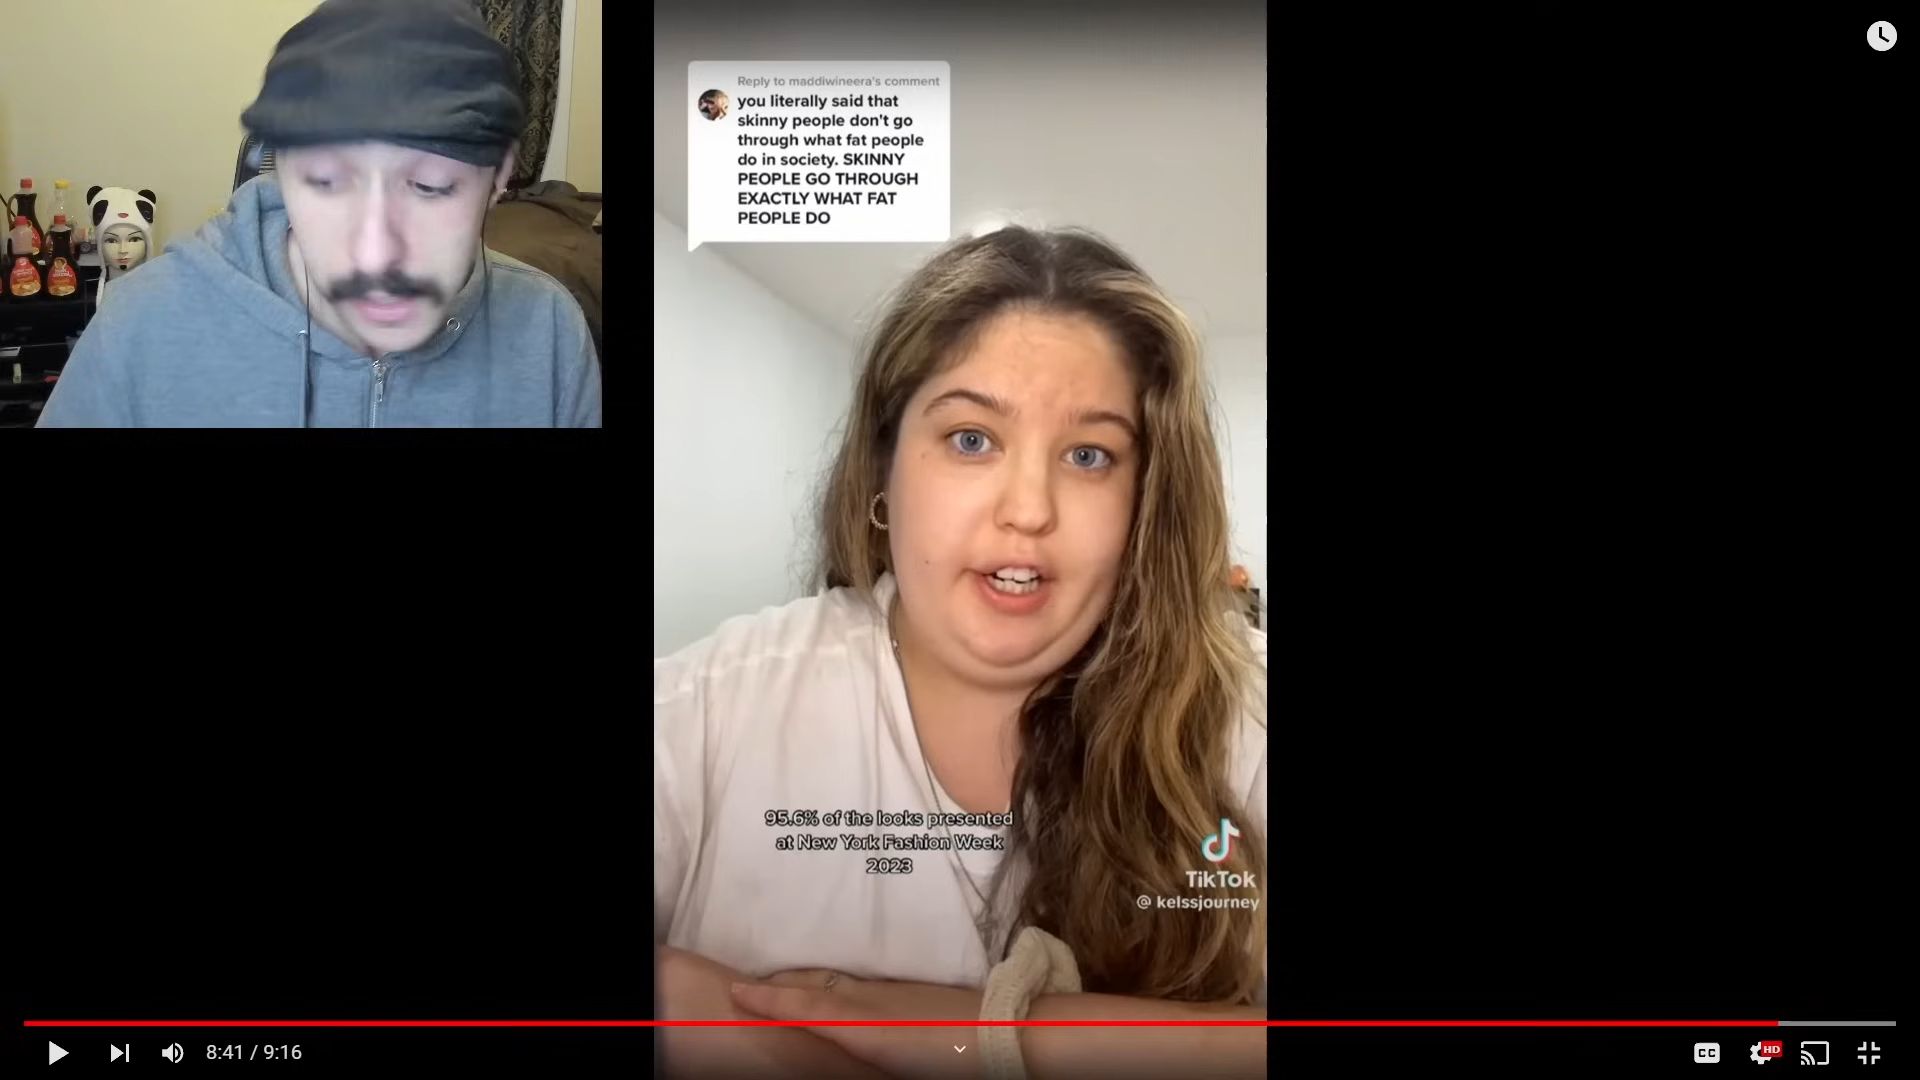 Reply to maddiwineera's comment
you literally said that
skinny people don't go
through what fat people
do in society. SKINNY
PEOPLE GO THROUGH
EXACTLY WHAT FAT
PEOPLE DO
95.6% of the looks presented
at New York Fashion Week
2023
TikTok
@ kelssjourney
8:41 / 9:16
CC
HD